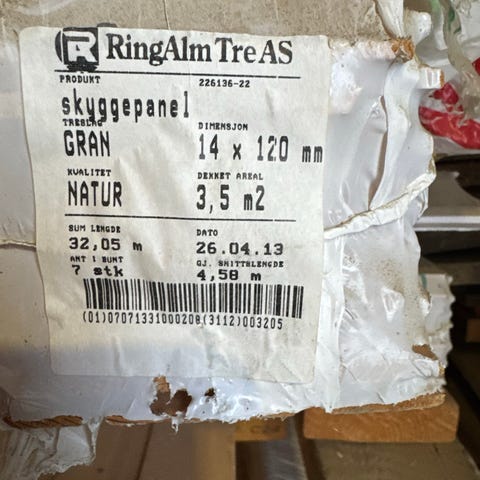 R RingAlm Tre AS
PRODUKT 226136-22
skyggepanel
TRESLAG DIMENSJON
GRAN 14 x 120 mm
KVALITET DEKKET AREAL
NATUR 3,5 m2
SUM LENGDE DATO
32,05 m 26.04.13
ANT I BUNT GJ. SNITTSLENGDE
7 stk 4,58 m
(01)07071331000208(3112)003205